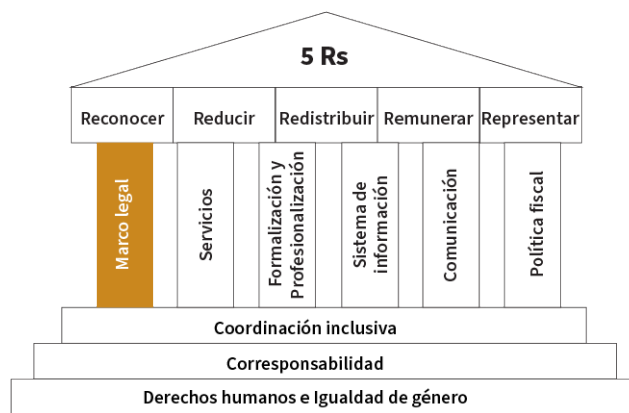 5 Rs
Reconocer
Reducir
Redistribuir
Remunerar
Representar
Marco legal
Servicios
Formalización y
Profesionalización
Sistema de
información
Comunicación
Política fiscal
Coordinación inclusiva
Corresponsabilidad
Derechos humanos e Igualdad de género